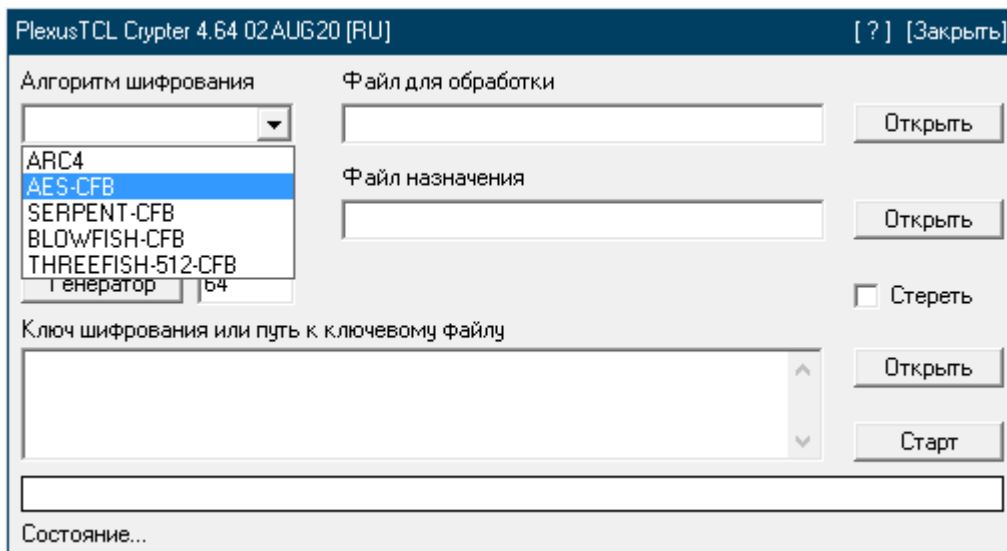 PlexusTCL Crypter 4.64 02AUG20 [RU] [ ? ] [Закрыть]
Алгоритм шифрования Файл для обработки
Открыть
ARC4
AES-CFB Файл назначения
SERPENT-CFB
BLOWFISH-CFB Открыть
THREEFISH-512-CFB
Генератор 64 Стереть
Ключ шифрования или путь к ключевому файлу
Открыть
Старт
Состояние...